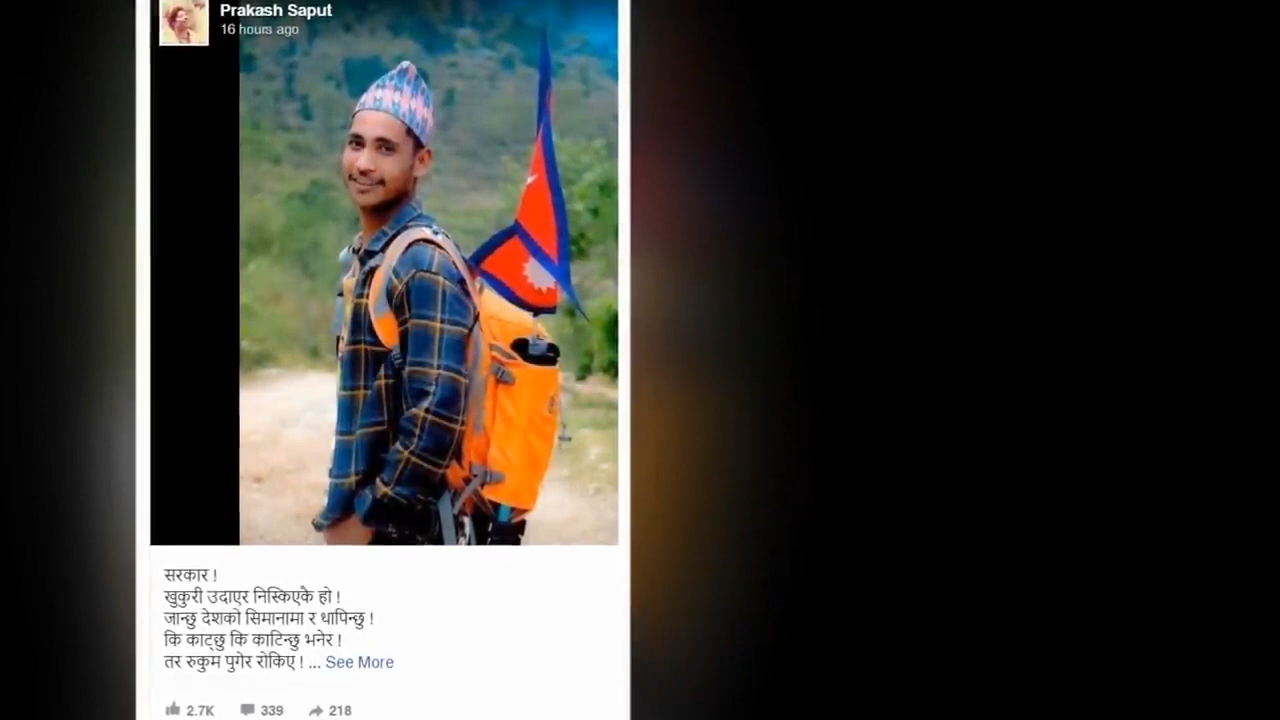 Prakash Saput
16 hours ago
सरकार !
खुकुरी उदाएर निस्किएकै हो !
जान्छु देशको सिमानामा र थापिन्छु !
कि काट्छु कि काटिन्छु भनेर !
तर रुकुम पुगेर रोकिए ! ... See More
2.7K 339 218